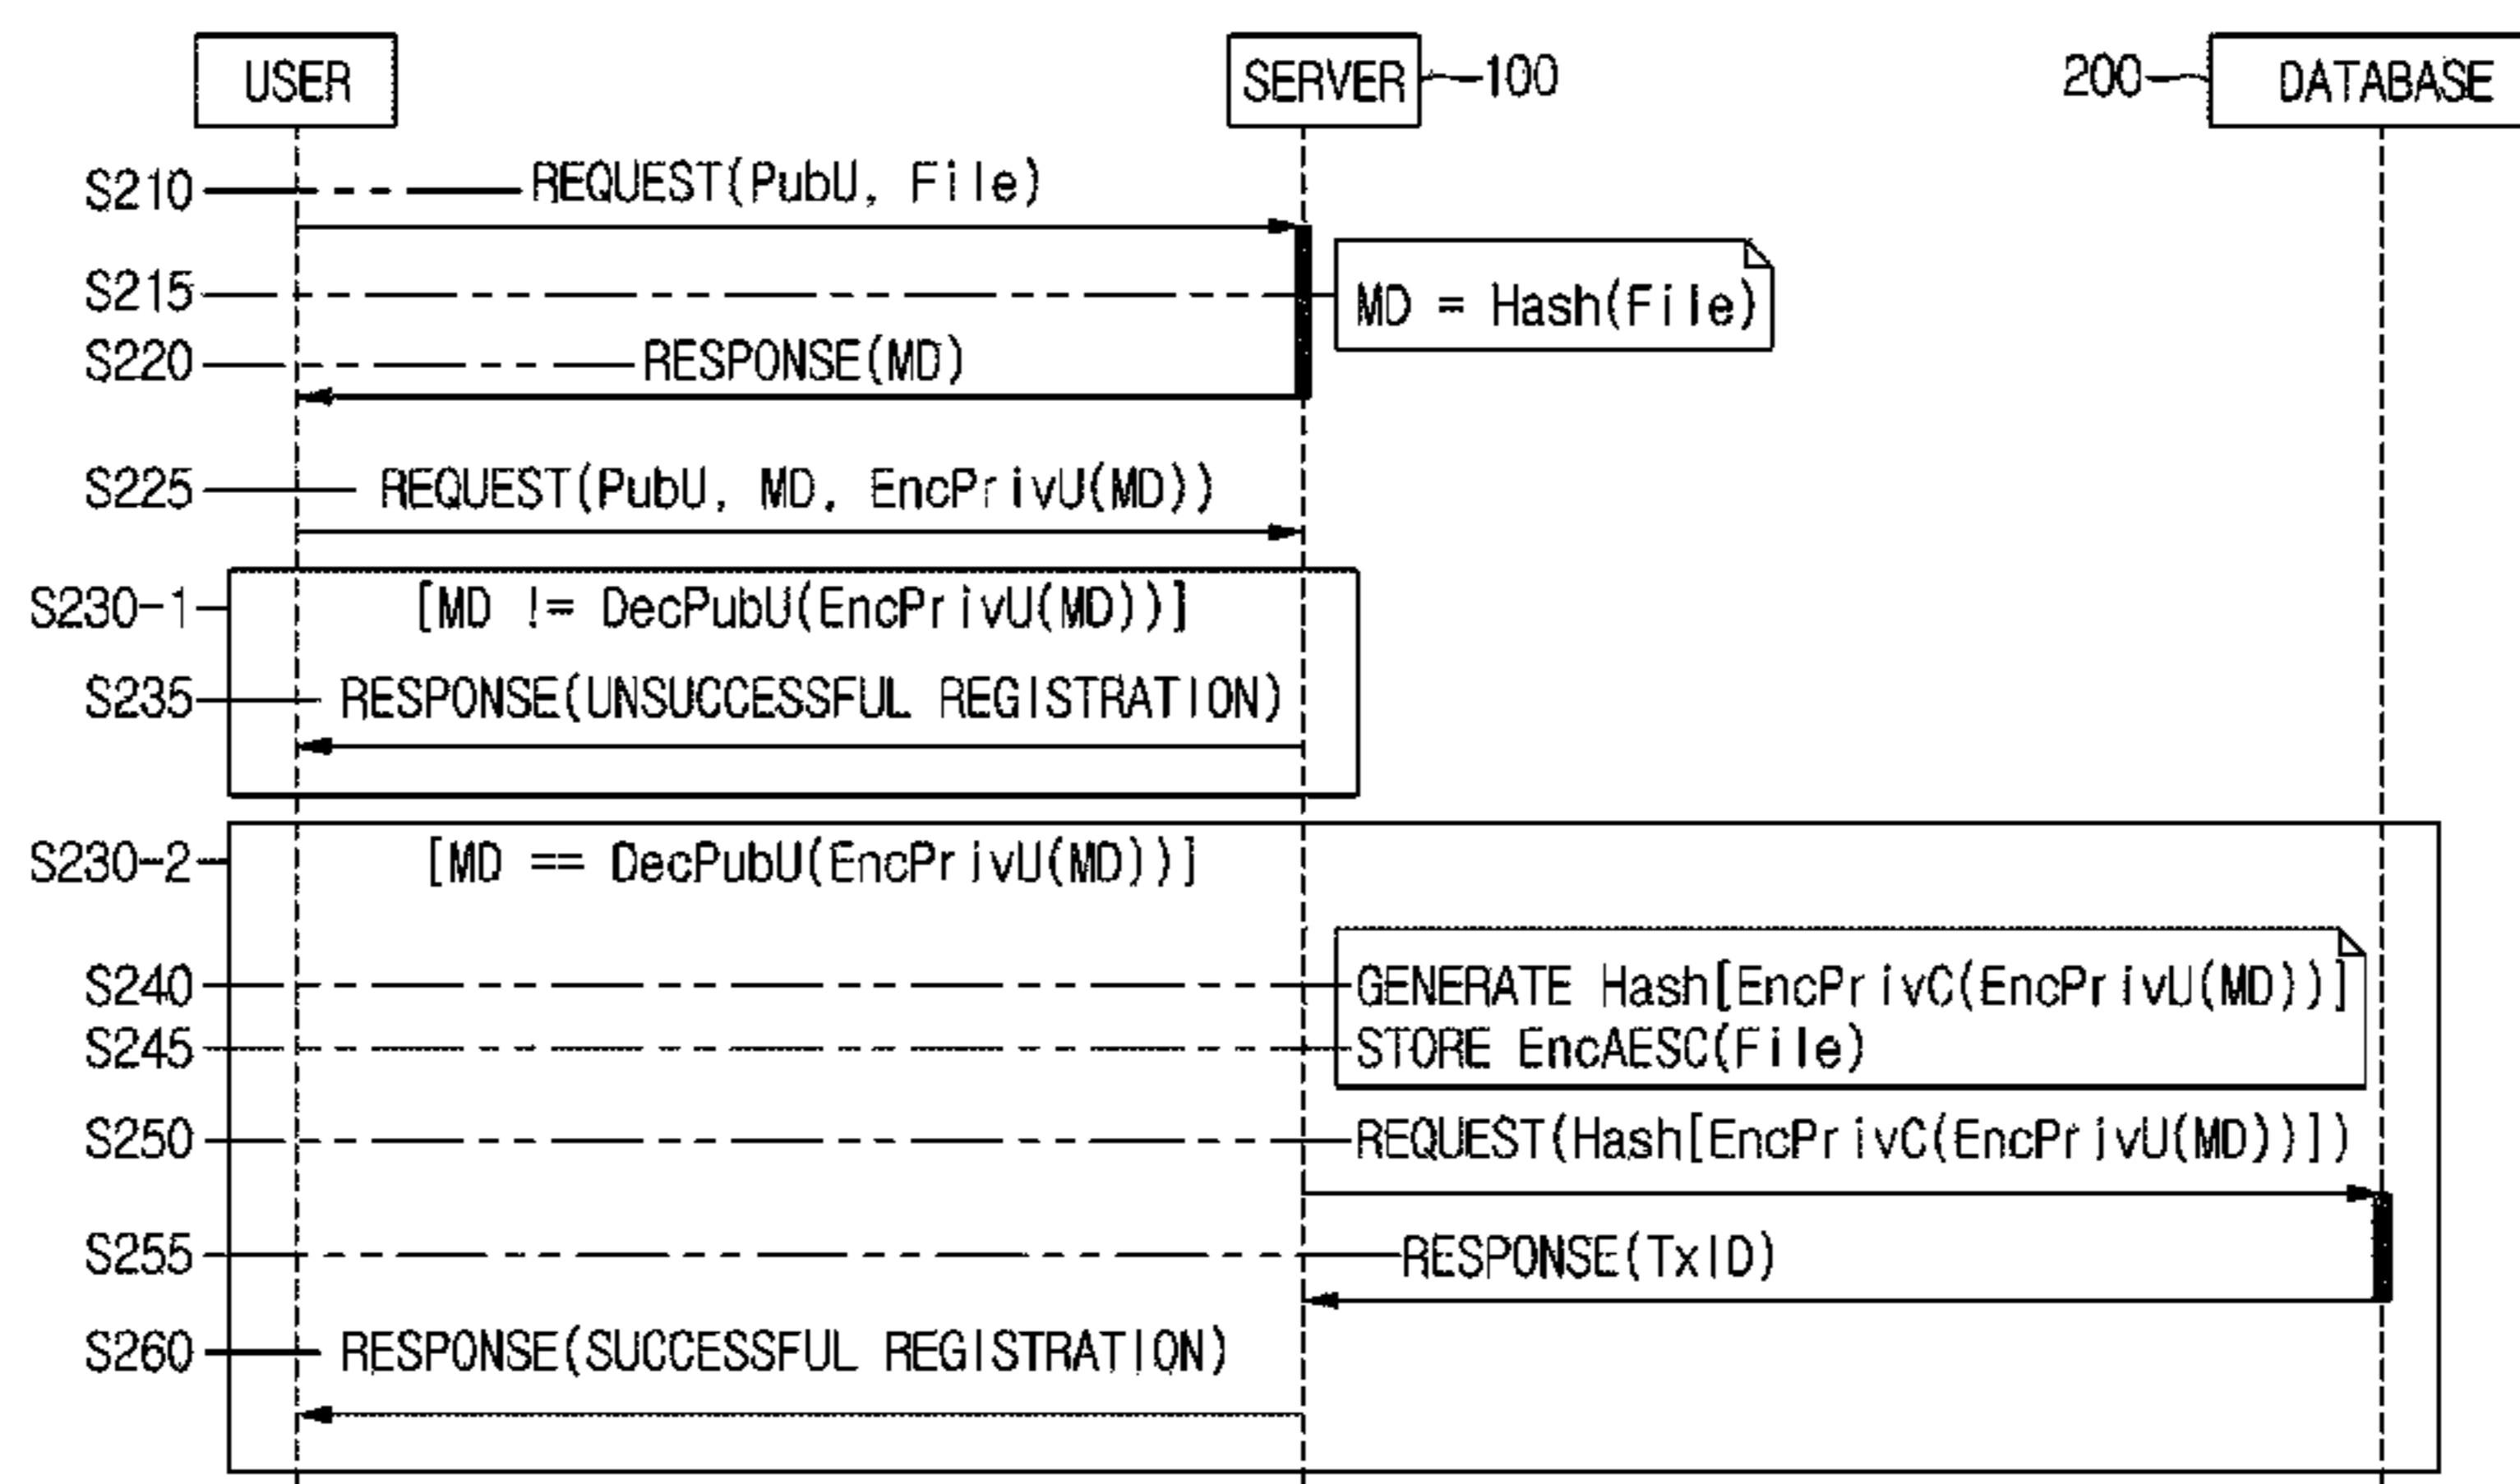 USER SERVER 100 200 DATABASE
S210 REQUEST(PubU, File)
S215 MD = Hash(File)
S220 RESPONSE(MD)
S225 REQUEST(PubU, MD, EncPrivU(MD))
S230-1 [MD != DecPubU(EncPrivU(MD))]
S235 RESPONSE(UNSUCCESSFUL REGISTRATION)
S230-2 [MD == DecPubU(EncPrivU(MD))]
S240 GENERATE Hash[EncPrivC(EncPrivU(MD))]
S245 STORE EncAESC(File)
S250 REQUEST(Hash[EncPrivC(EncPrivU(MD))])
S255 RESPONSE(TxID)
S260 RESPONSE(SUCCESSFUL REGISTRATION)